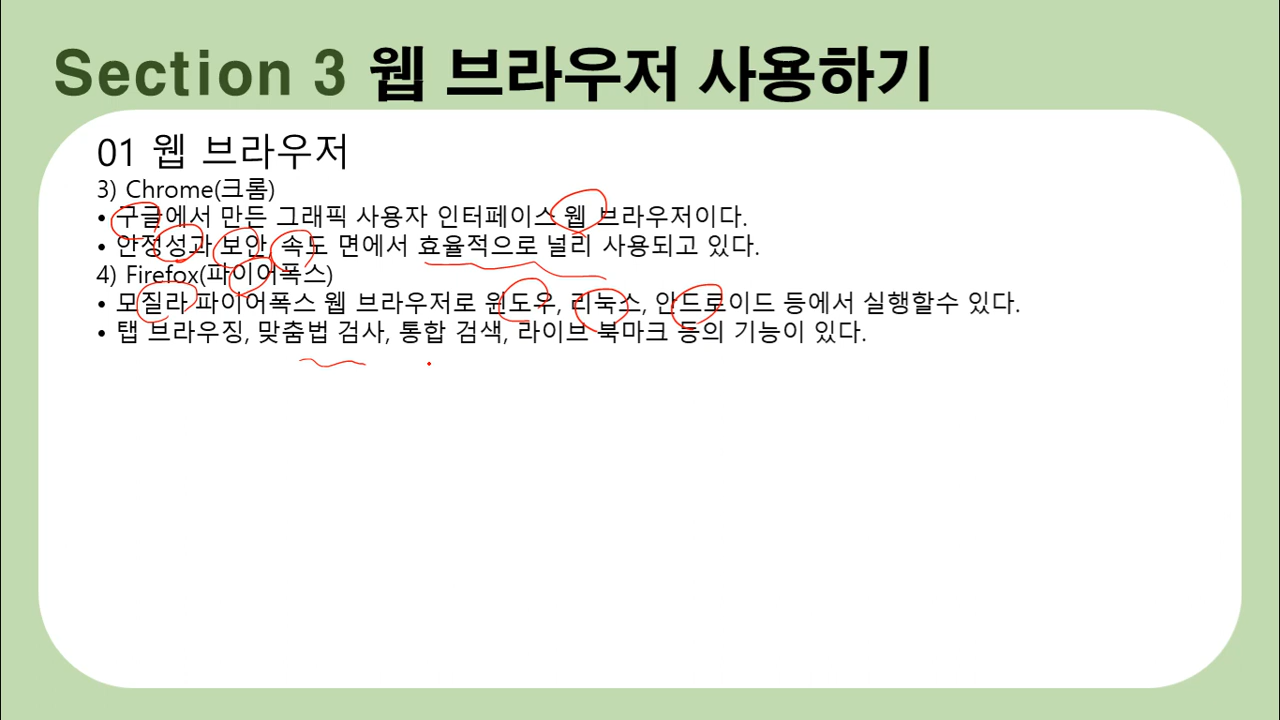 Section 3 웹 브라우저 사용하기
01 웹 브라우저
3) Chrome(크롬)
• 구글에서 만든 그래픽 사용자 인터페이스 웹 브라우저이다.
• 안정성과 보안, 속도 면에서 효율적으로 널리 사용되고 있다.
4) Firefox(파이어폭스)
• 모질라 파이어폭스 웹 브라우저로 윈도우, 리눅스, 안드로이드 등에서 실행할수 있다.
• 탭 브라우징, 맞춤법 검사, 통합 검색, 라이브 북마크 등의 기능이 있다.